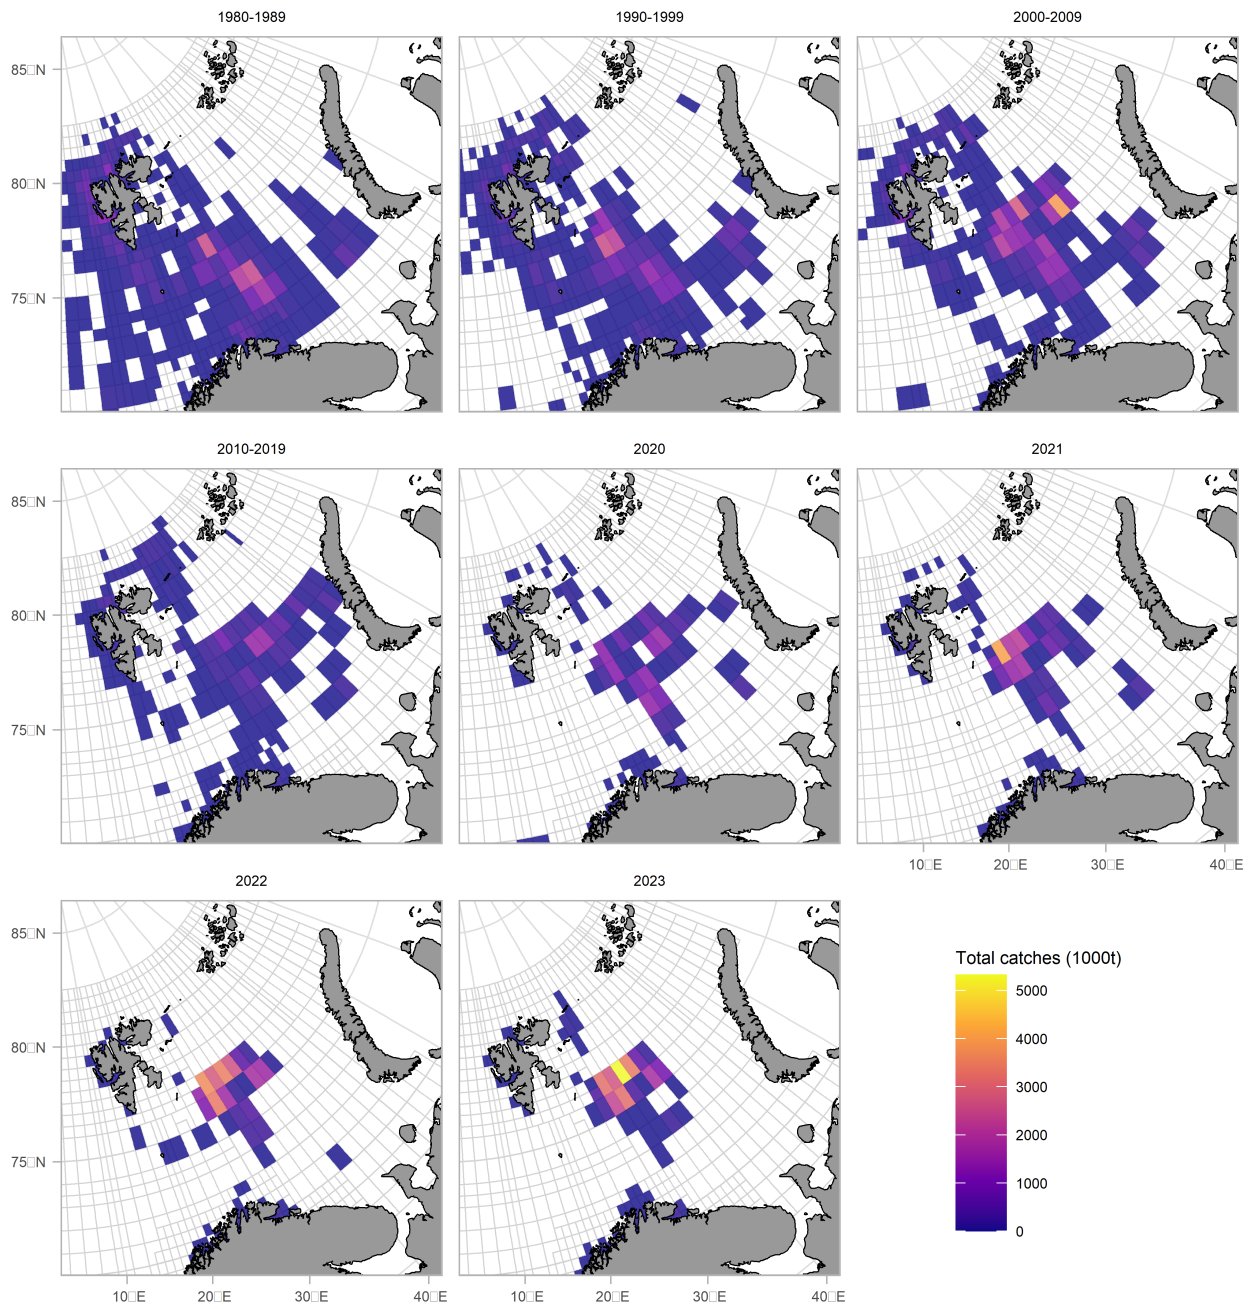 1980-1989 1990-1999 2000-2009
85□N
80□N
75□N
2010-2019 2020 2021
85□N
80□N
75□N
10□E 20□E 30□E 40□E
2022 2023
85□N
Total catches (1000t)
5000
80□N
4000
3000
2000
75□N
1000
0
10□E 20□E 30□E 40□E 10□E 20□E 30□E 40□E